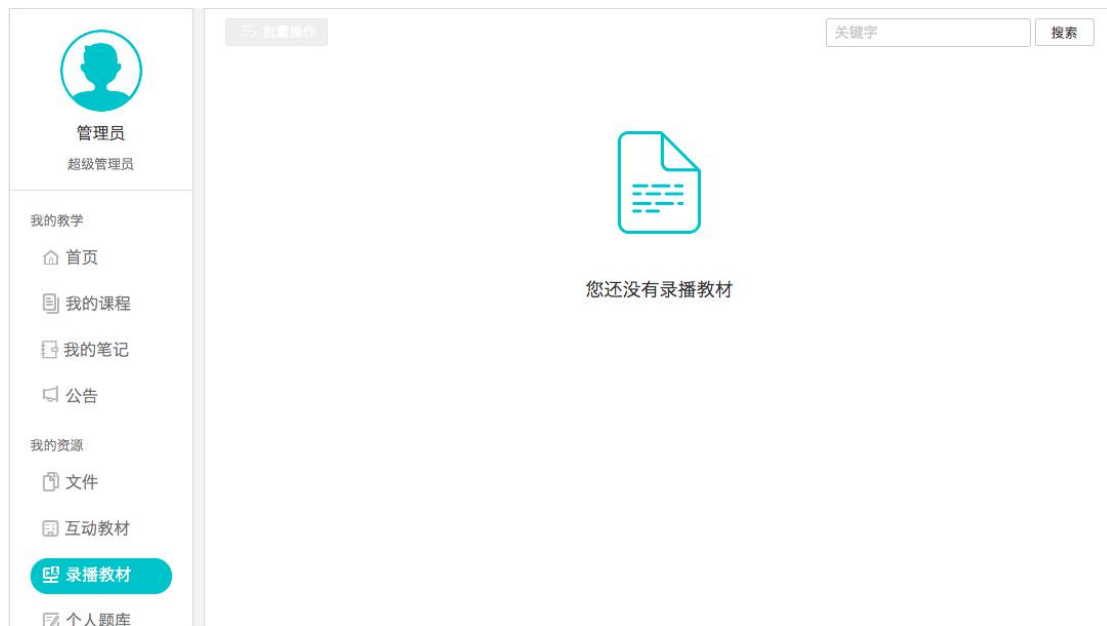 管理员
超级管理员
我的教学
首页
我的课程
我的笔记
公告
我的资源
文件
互动教材
录播教材
个人题库
批量操作
关键字
搜索
您还没有录播教材